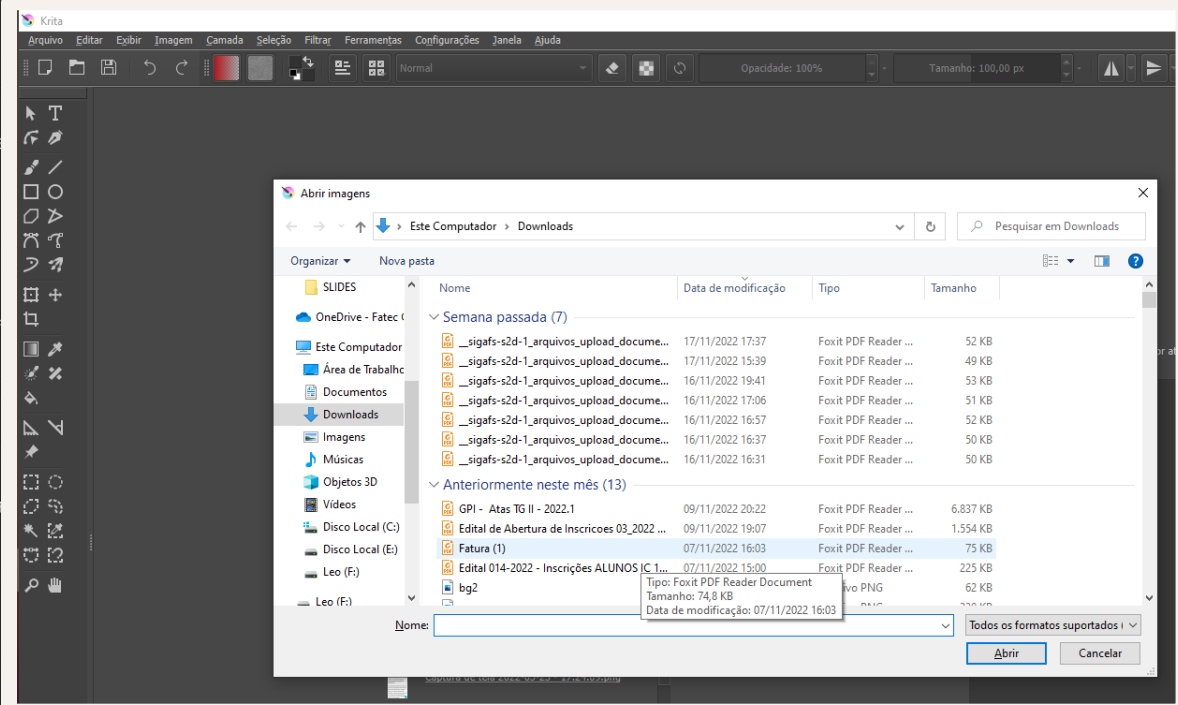 Krita
Arquivo Editar Exibir Imagem Camada Seleção Filtrar Ferramentas Configurações Janela Ajuda
Normal Opacidade: 100% Tamanho: 100,00 px
Abrir imagens
Este Computador > Downloads Pesquisar em Downloads
Organizar Nova pasta
SLIDES
OneDrive - Fatec
Este Computador
Área de Trabalho
Documentos
Downloads
Imagens
Músicas
Objetos 3D
Vídeos
Disco Local (C:)
Disco Local (E:)
Leo (F:)
Leo (F:)
Nome Data de modificação Tipo Tamanho
Semana passada (7)
__sigafs-s2d-1_arquivos_upload_docume... 17/11/2022 17:37 Foxit PDF Reader ... 52 KB
__sigafs-s2d-1_arquivos_upload_docume... 17/11/2022 15:39 Foxit PDF Reader ... 49 KB
__sigafs-s2d-1_arquivos_upload_docume... 16/11/2022 19:41 Foxit PDF Reader ... 53 KB
__sigafs-s2d-1_arquivos_upload_docume... 16/11/2022 17:06 Foxit PDF Reader ... 51 KB
__sigafs-s2d-1_arquivos_upload_docume... 16/11/2022 16:57 Foxit PDF Reader ... 52 KB
__sigafs-s2d-1_arquivos_upload_docume... 16/11/2022 16:37 Foxit PDF Reader ... 50 KB
__sigafs-s2d-1_arquivos_upload_docume... 16/11/2022 16:31 Foxit PDF Reader ... 50 KB
Anteriormente neste mês (13)
GPI - Atas TG II - 2022.1 09/11/2022 20:22 Foxit PDF Reader ... 6.837 KB
Edital de Abertura de Inscricoes 03_2022 ... 09/11/2022 19:07 Foxit PDF Reader ... 1.554 KB
Fatura (1) 07/11/2022 16:03 Foxit PDF Reader ... 75 KB
Edital 014-2022 - Inscrições ALUNOS IC 1... 07/11/2022 15:00 Foxit PDF Reader ... 225 KB
bg2 PNG 62 KB
Tipo: Foxit PDF Reader Document
Tamanho: 74,8 KB
Data de modificação: 07/11/2022 16:03
Nome: Todos os formatos suportados (
Abrir Cancelar